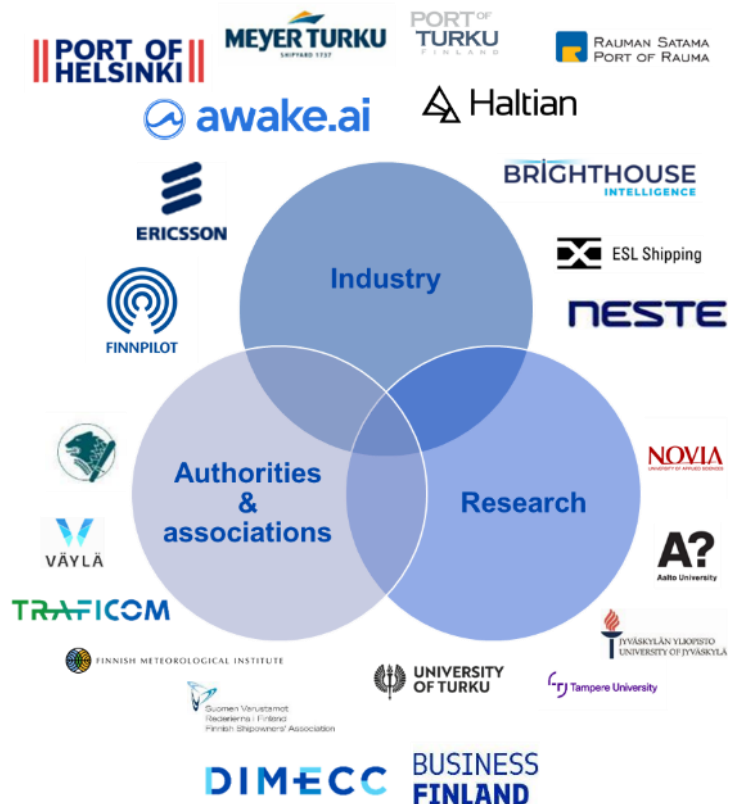 PORT OF
HELSINKI
MEYER TURKU
SHIPYARD 1737
PORT OF
TURKU
FINLAND
RAUMAN SATAMA
PORT OF RAUMA
awake.ai
Haltian
ERICSSON
BRIGHTHOUSE
INTELLIGENCE
ESL Shipping
FINNPILOT
NESTE
Industry
Authorities
&
associations
Research
NOVIA
UNIVERSITY OF APPLIED SCIENCES
VÄYLÄ
A?
Aalto University
TRAFICOM
JYVÄSKYLÄN YLIOPISTO
UNIVERSITY OF JYVÄSKYLÄ
FINNISH METEOROLOGICAL INSTITUTE
UNIVERSITY
OF TURKU
Tampere University
Suomen Varustamot
Rederierna i Finland
Finnish Shipowners' Association
DIMECC
BUSINESS
FINLAND